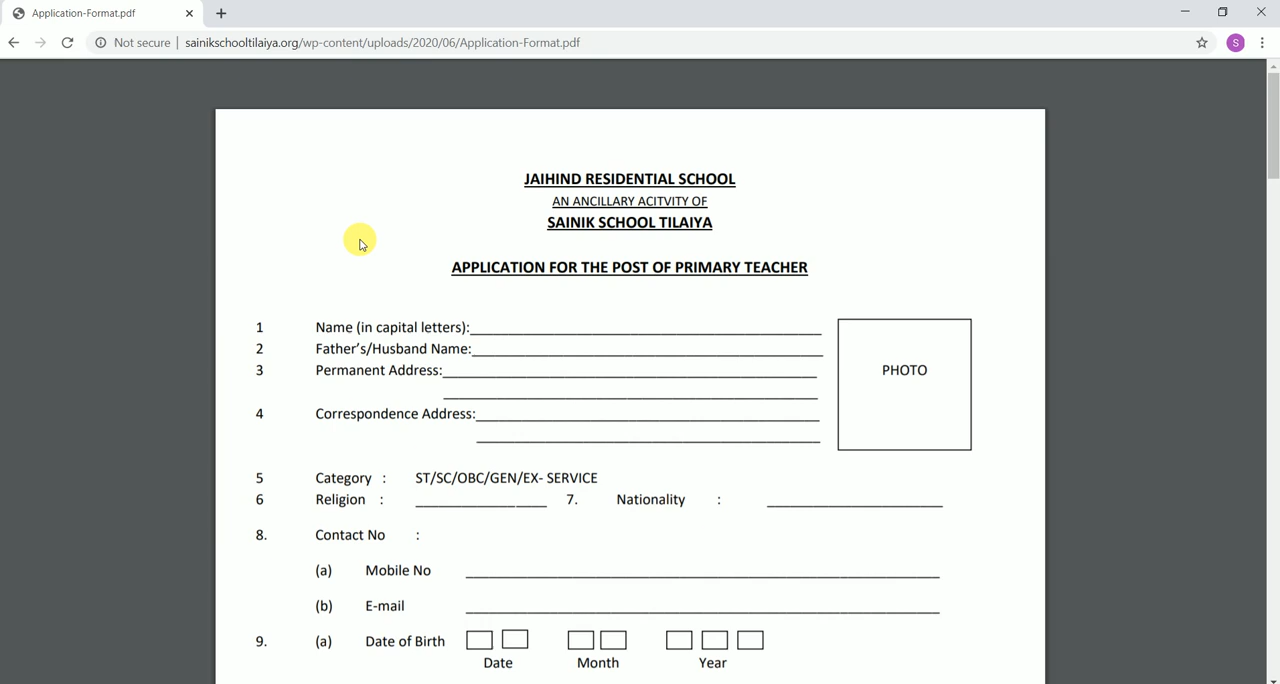 Application-Format.pdf
Not secure | sainikschooltilaiya.org/wp-content/uploads/2020/06/Application-Format.pdf
S
JAIHIND RESIDENTIAL SCHOOL
AN ANCILLARY ACITVITY OF
SAINIK SCHOOL TILAIYA
APPLICATION FOR THE POST OF PRIMARY TEACHER
1 Name (in capital letters):
2 Father's/Husband Name:
3 Permanent Address:
PHOTO
4 Correspondence Address:
5 Category : ST/SC/OBC/GEN/EX- SERVICE
6 Religion : 7. Nationality :
8. Contact No :
(a) Mobile No
(b) E-mail
9. (a) Date of Birth
Date Month Year